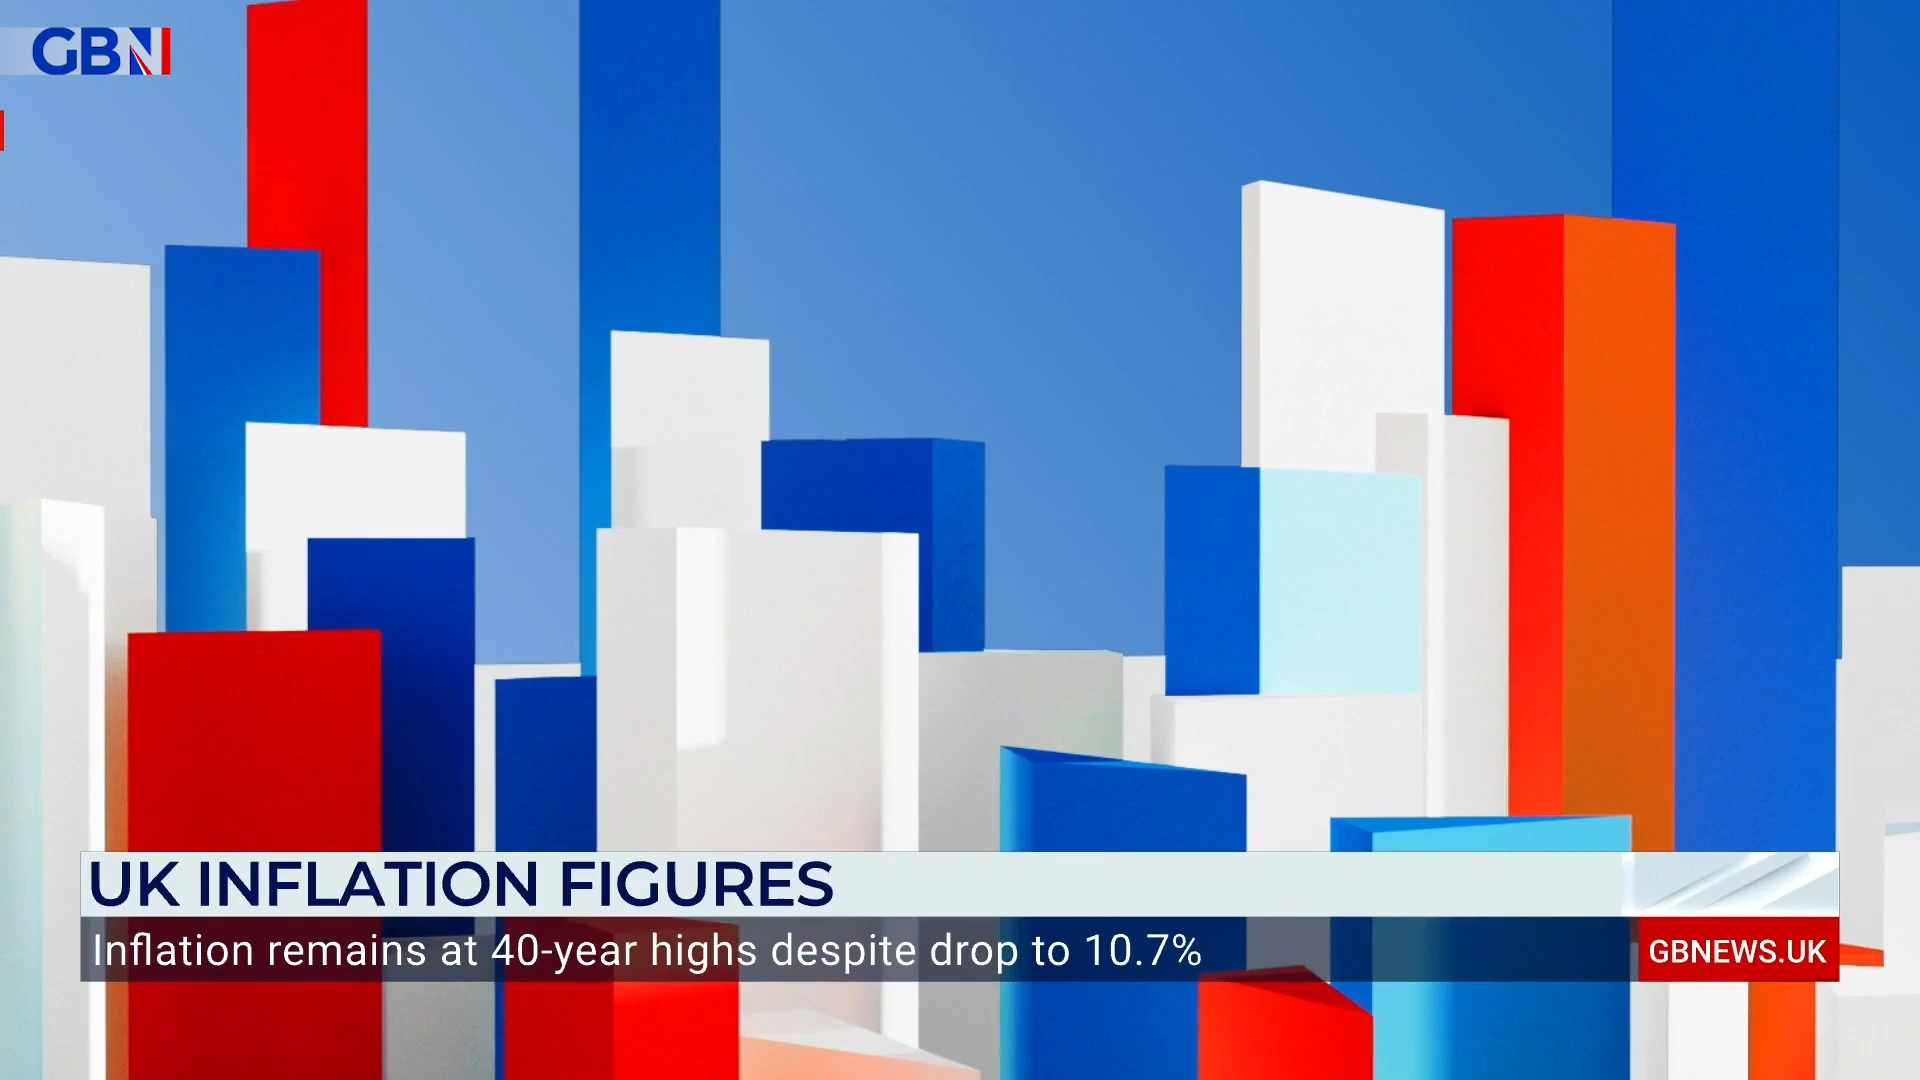 GBN
UK INFLATION FIGURES
Inflation remains at 40-year highs despite drop to 10.7%
GBNEWS.UK